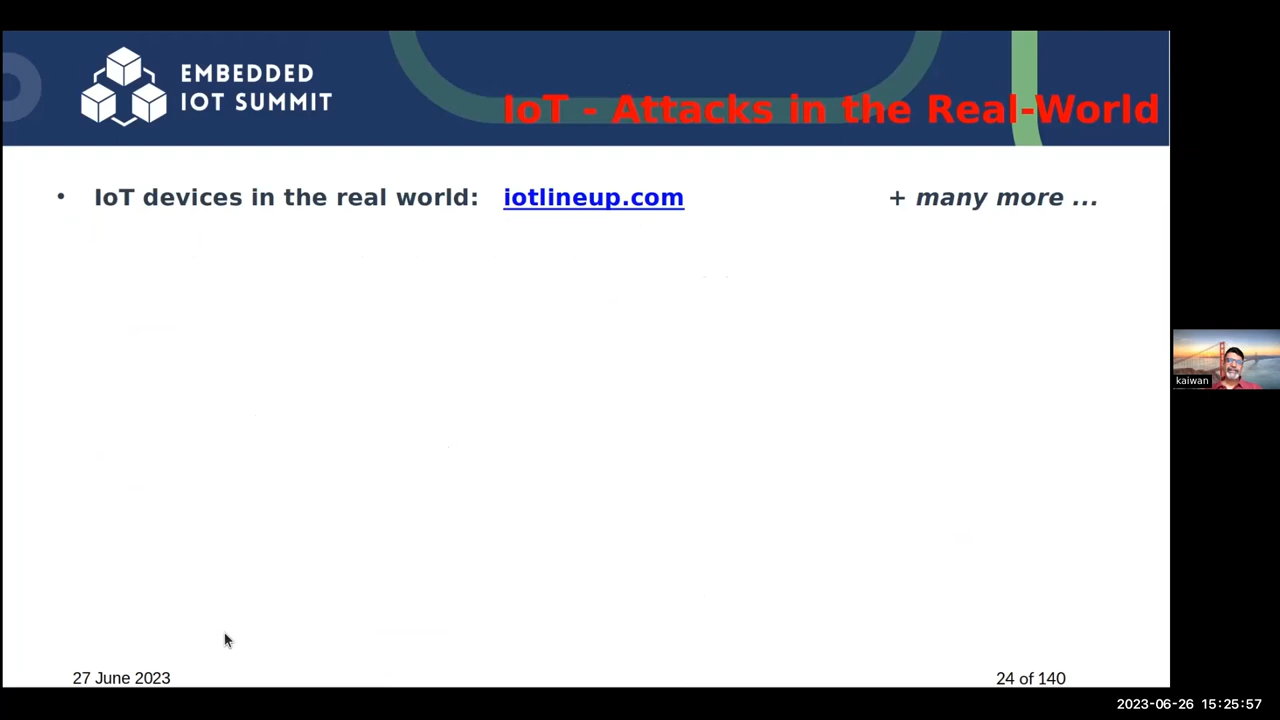 EMBEDDED
IOT SUMMIT
IoT - Attacks in the Real-World
• IoT devices in the real world: iotlineup.com + many more ...
kaiwan
27 June 2023
24 of 140
2023-06-26 15:25:57